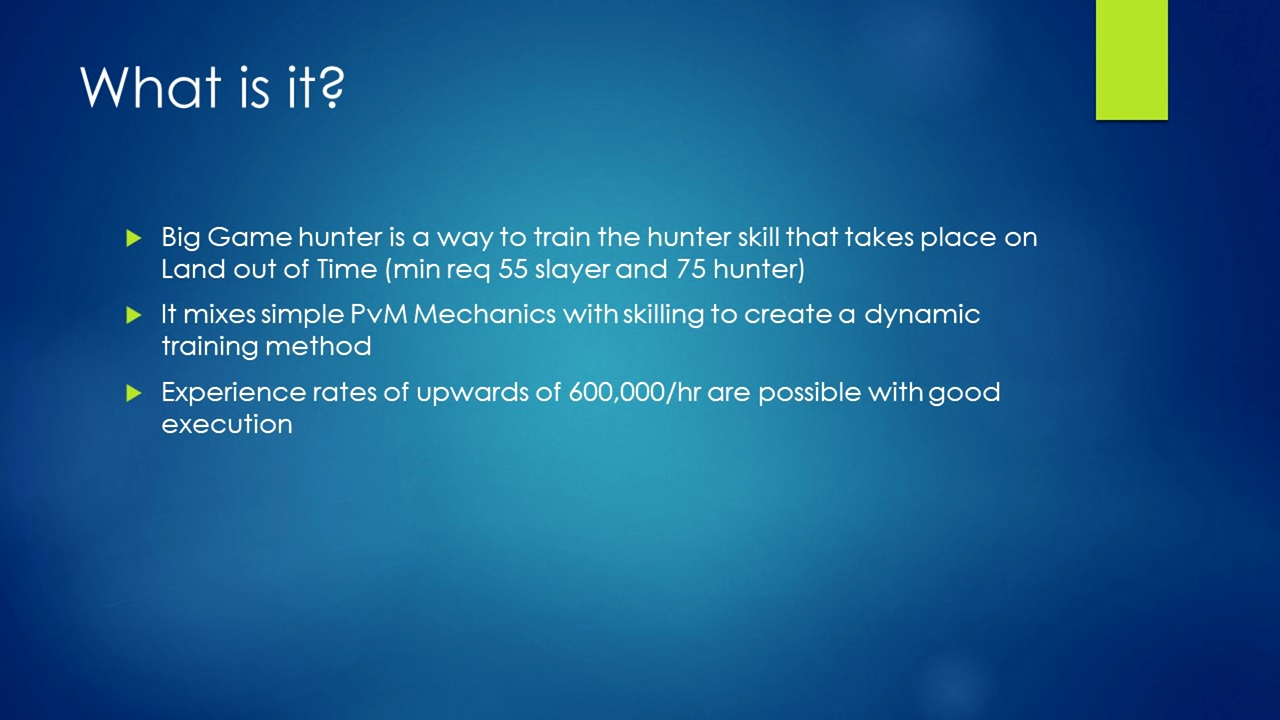 What is it?
Big Game hunter is a way to train the hunter skill that takes place on
Land out of Time (min req 55 slayer and 75 hunter)
It mixes simple PvM Mechanics with skilling to create a dynamic
training method
Experience rates of upwards of 600,000/hr are possible with good
execution